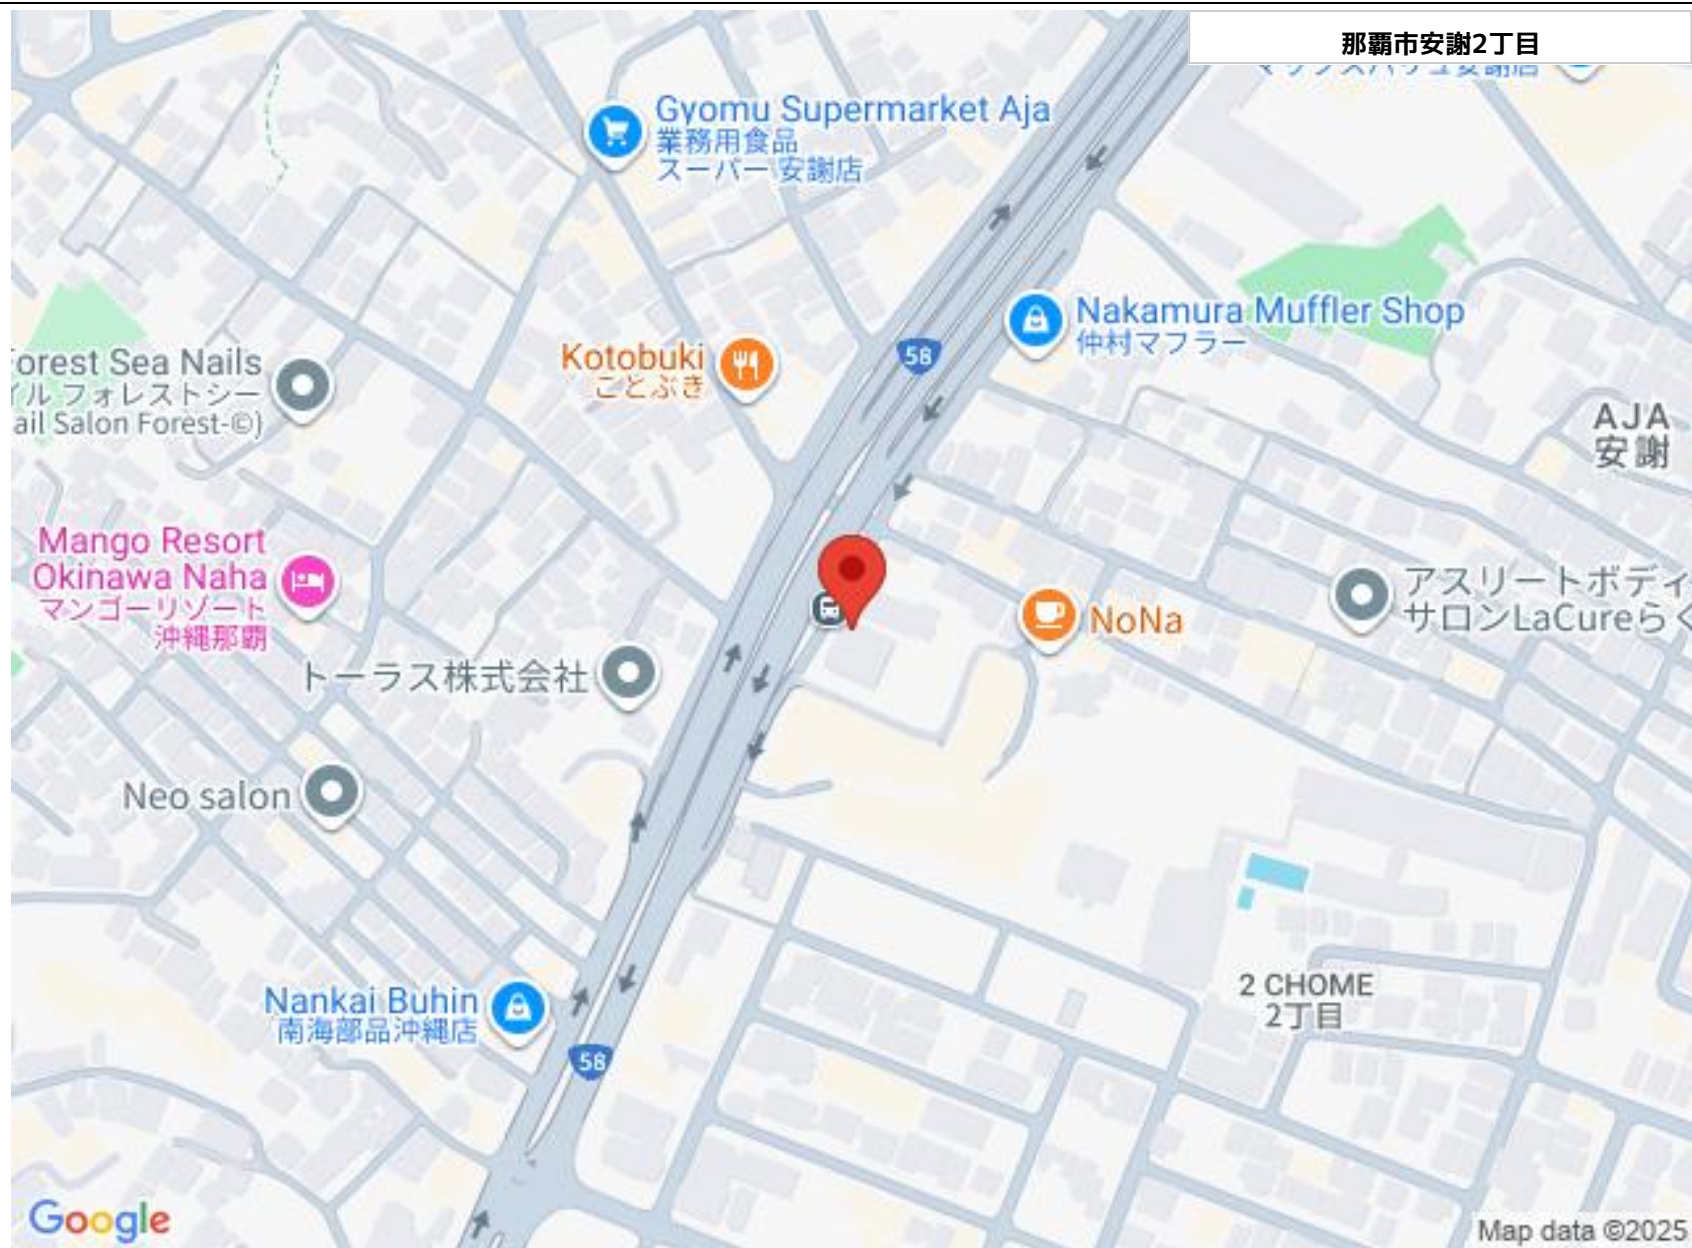 那覇市安謝2丁目
Gyomu Supermarket Aja
業務用食品
スーパー 安謝店
58
Nakamura Muffler Shop
仲村マフラー
Kotobuki
ことぶき
orest Sea Nails
イル フォレストシー
ail Salon Forest-©)
AJA
安謝
Mango Resort
Okinawa Naha
マンゴーリゾート
沖縄那覇
NoNa
アスリートボディ
サロンLaCureらく
トーラス株式会社
Neo salon
2 CHOME
2丁目
Nankai Buhin
南海部品沖縄店
58
Google
Map data ©2025